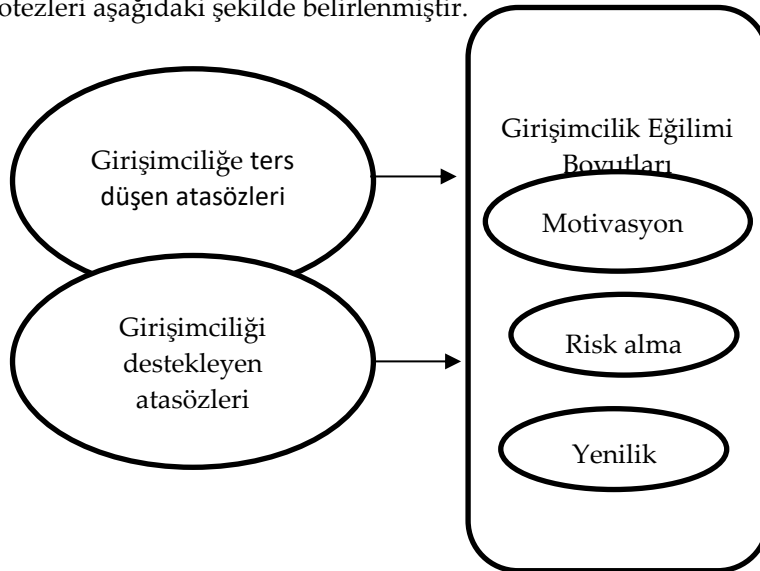 otezleri aşağıdaki şekilde belirlenmiştir.
Girişimciliğe ters
düşen atasözleri
Girişimciliği
destekleyen
atasözleri
Girişimcilik Eğilimi
Boyutları
Motivasyon
Risk alma
Yenilik